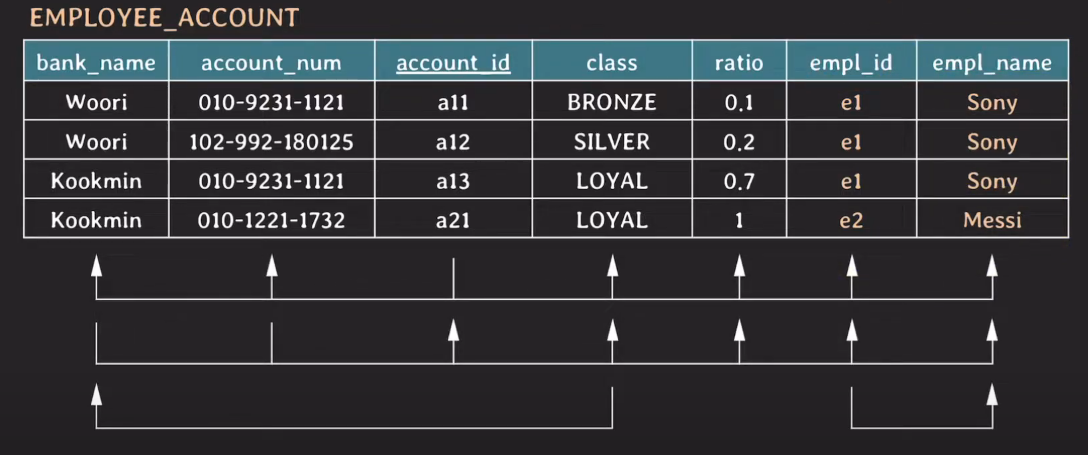 EMPLOYEE_ACCOUNT
bank_name account_num account_id class ratio empl_id empl_name
Woori 010-9231-1121 a11 BRONZE 0.1 e1 Sony
Woori 102-992-180125 a12 SILVER 0.2 e1 Sony
Kookmin 010-9231-1121 a13 LOYAL 0.7 e1 Sony
Kookmin 010-1221-1732 a21 LOYAL 1 e2 Messi